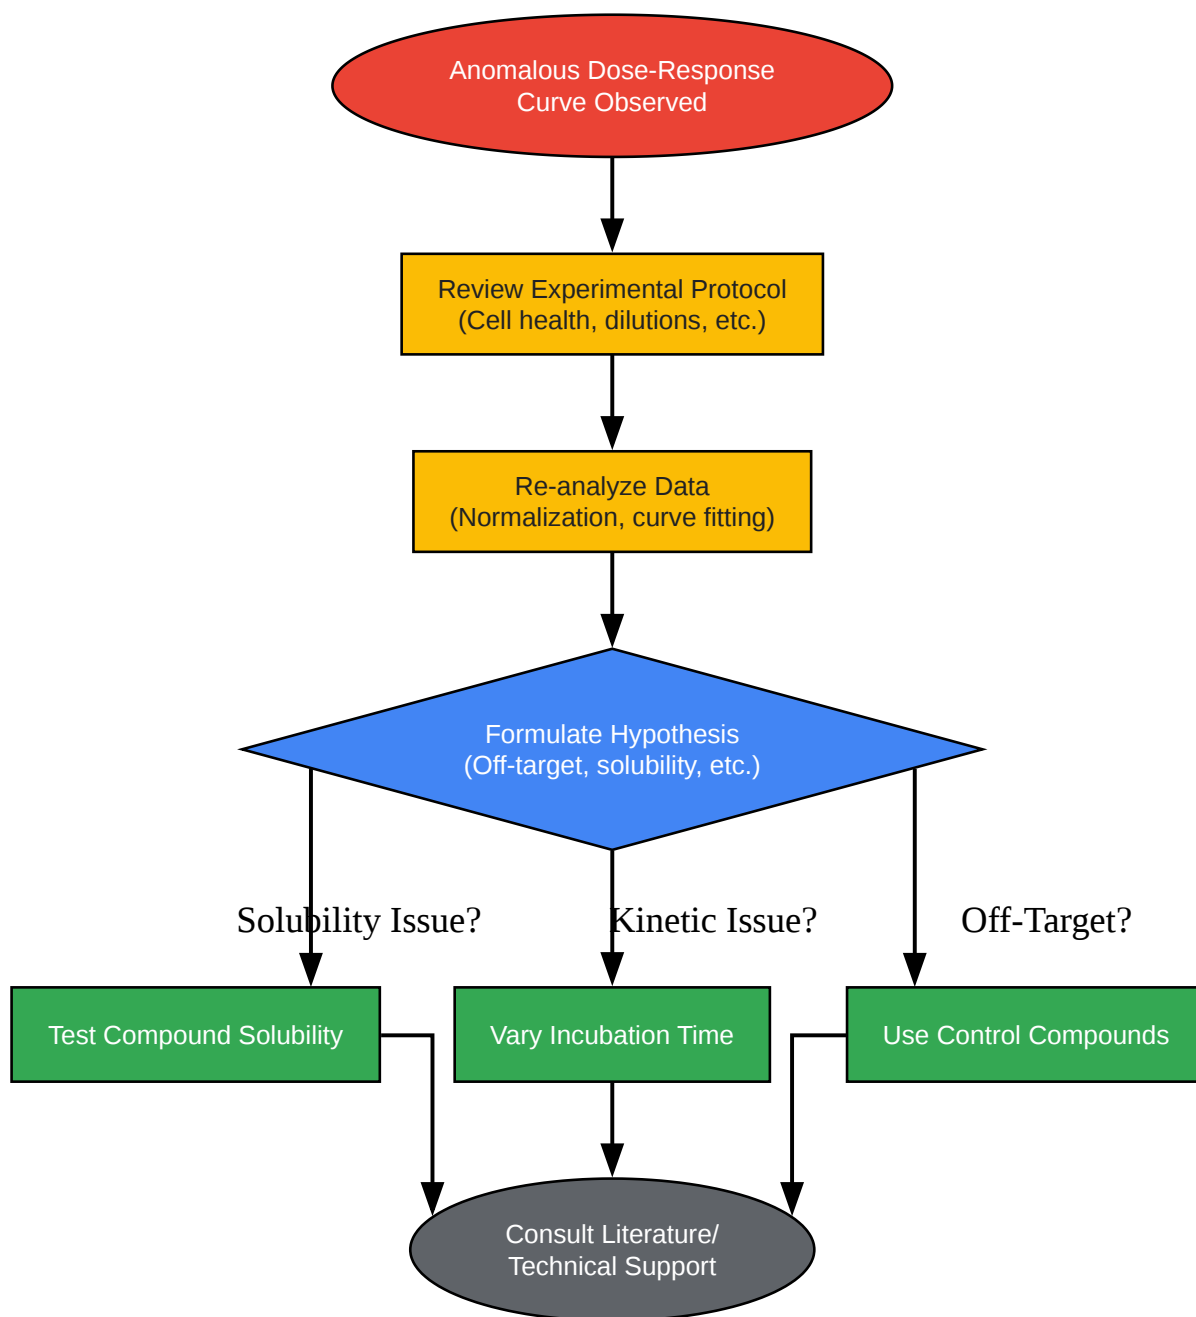 Anomalous Dose-Response
Curve Observed
Review Experimental Protocol
(Cell health, dilutions, etc.)
Re-analyze Data
(Normalization, curve fitting)
Formulate Hypothesis
(Off-target, solubility, etc.)
Solubility Issue?
Kinetic Issue?
Off-Target?
Test Compound Solubility
Vary Incubation Time
Use Control Compounds
Consult Literature/
Technical Support